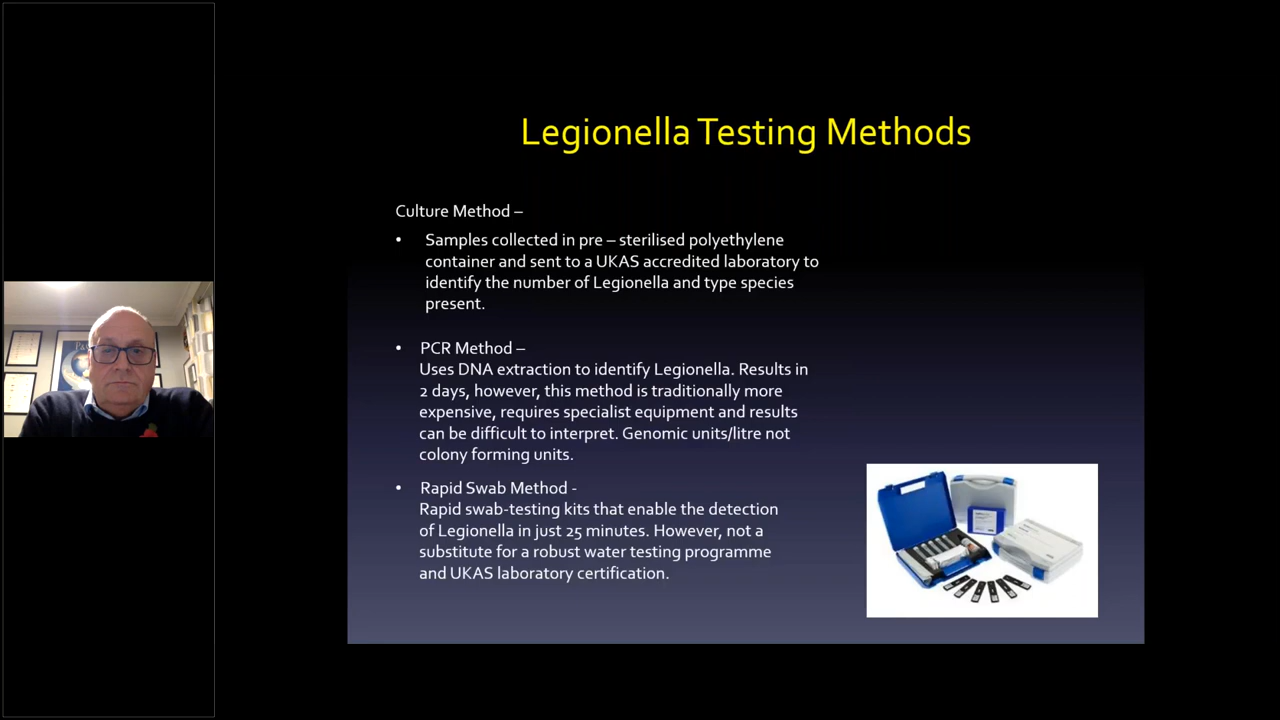 Legionella Testing Methods
Culture Method –
• Samples collected in pre – sterilised polyethylene
container and sent to a UKAS accredited laboratory to
identify the number of Legionella and type species
present.
• PCR Method –
Uses DNA extraction to identify Legionella. Results in
2 days, however, this method is traditionally more
expensive, requires specialist equipment and results
can be difficult to interpret. Genomic units/litre not
colony forming units.
• Rapid Swab Method -
Rapid swab-testing kits that enable the detection
of Legionella in just 25 minutes. However, not a
substitute for a robust water testing programme
and UKAS laboratory certification.